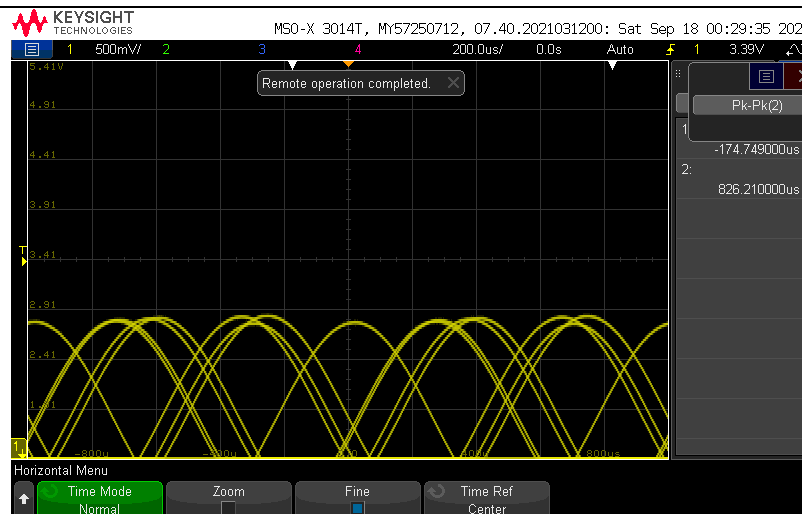 KEYSIGHT
TECHNOLOGIES
MSO-X 3014T, MY57250712, 07.40.2021031200: Sat Sep 18 00:29:35 202
1 500mV/ 2 3 4 200.0us/ 0.0s Auto 1 3.39V
5.41V
Remote operation completed.
4.91
Pk-Pk(2)
1
-174.749000us
4.41
2:
826.210000us
3.91
T
3.41
2.91
2.41
1
-800u 400u 800us
Horizontal Menu
Time Mode Zoom Fine Time Ref
Normal Center